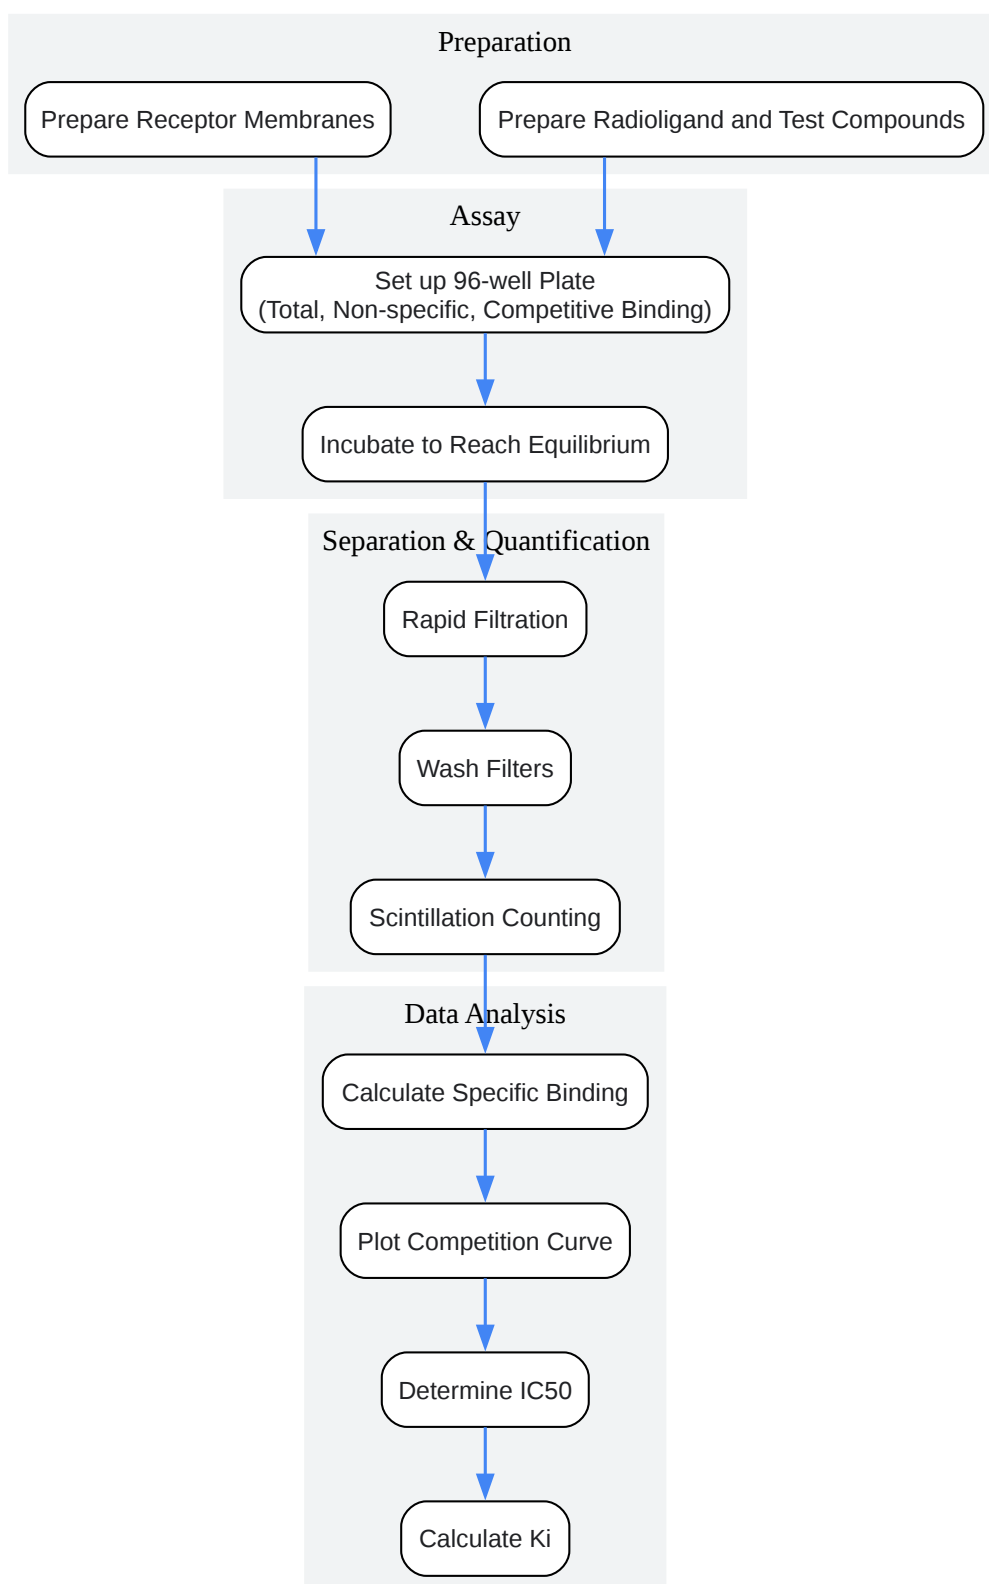 Preparation
Prepare Receptor Membranes
Prepare Radioligand and Test Compounds
Assay
Set up 96-well Plate
(Total, Non-specific, Competitive Binding)
Incubate to Reach Equilibrium
Separation & Quantification
Rapid Filtration
Wash Filters
Scintillation Counting
Data Analysis
Calculate Specific Binding
Plot Competition Curve
Determine IC50
Calculate Ki